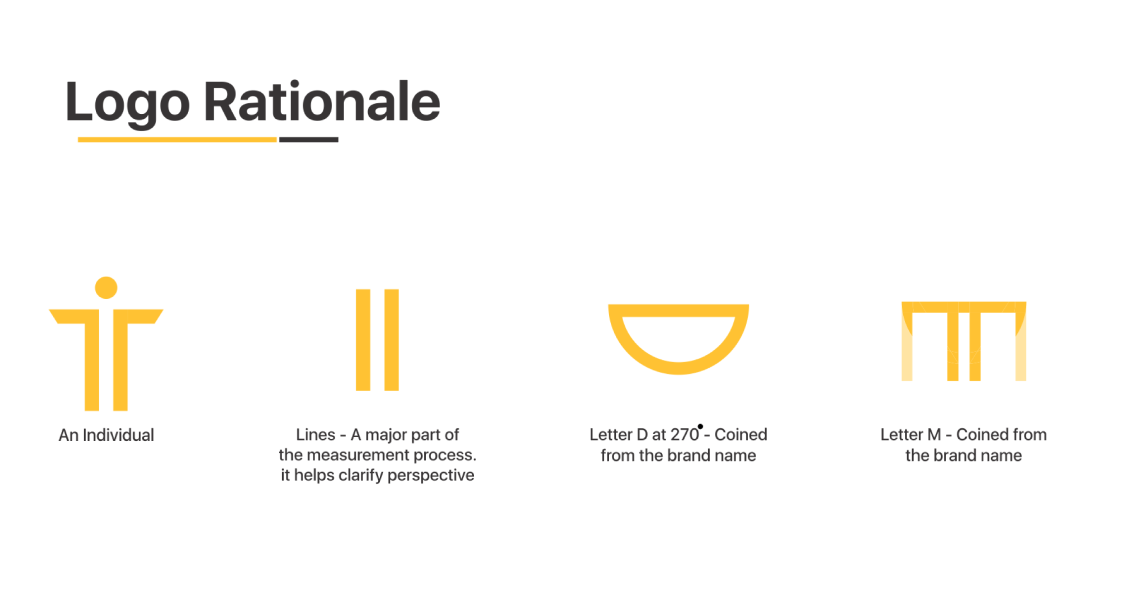 Logo Rationale
An Individual
Lines - A major part of
the measurement process.
it helps clarify perspective
Letter D at 270•- Coined
from the brand name
Letter M - Coined from
the brand name